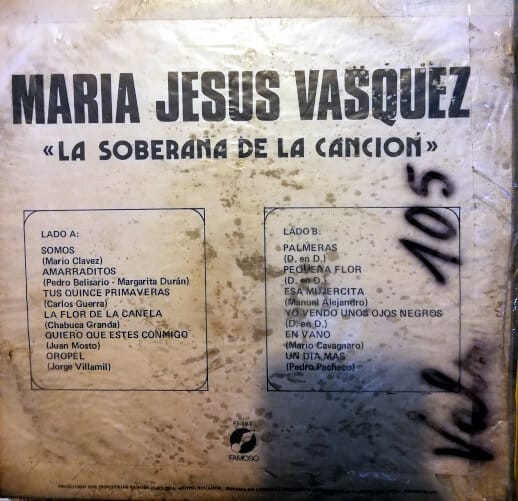 MARIA JESUS VASQUEZ
«LA SOBERANA DE LA CANCION»
LADO A:
SOMOS
(Mario Clavez)
AMARRADITOS
(Pedro Belisario - Margarita Durán)
TUS QUINCE PRIMAVERAS
(Carlos Guerra)
LA FLOR DE LA CANELA
(Chabuca Granda)
QUIERO QUE ESTES CONMIGO
(Juan Mosto)
OROPEL
(Jorge Villamil)
LADO B:
PALMERAS
(D. en D.)
PEQUEÑA FLOR
(D. en D.)
ESA MUJERCITA
(Manuel Alejandro)
YO VENDO UNOS OJOS NEGROS
(D. en D.)
EN VANO
(Mario Cavagnaro)
UN DIA MAS
(Pedro Pacheco)
105
FAMOSO